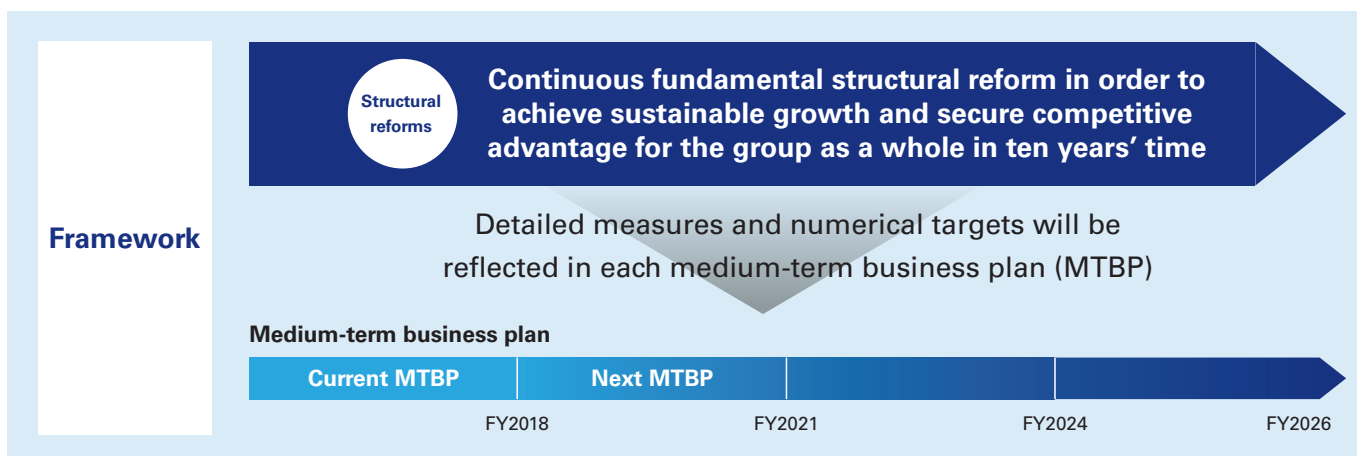 Framework
Structural
reforms
Continuous fundamental structural reform in order to
achieve sustainable growth and secure competitive
advantage for the group as a whole in ten years’ time
Detailed measures and numerical targets will be
reflected in each medium-term business plan (MTBP)
Medium-term business plan
Current MTBP
Next MTBP
FY2018
FY2021
FY2024
FY2026